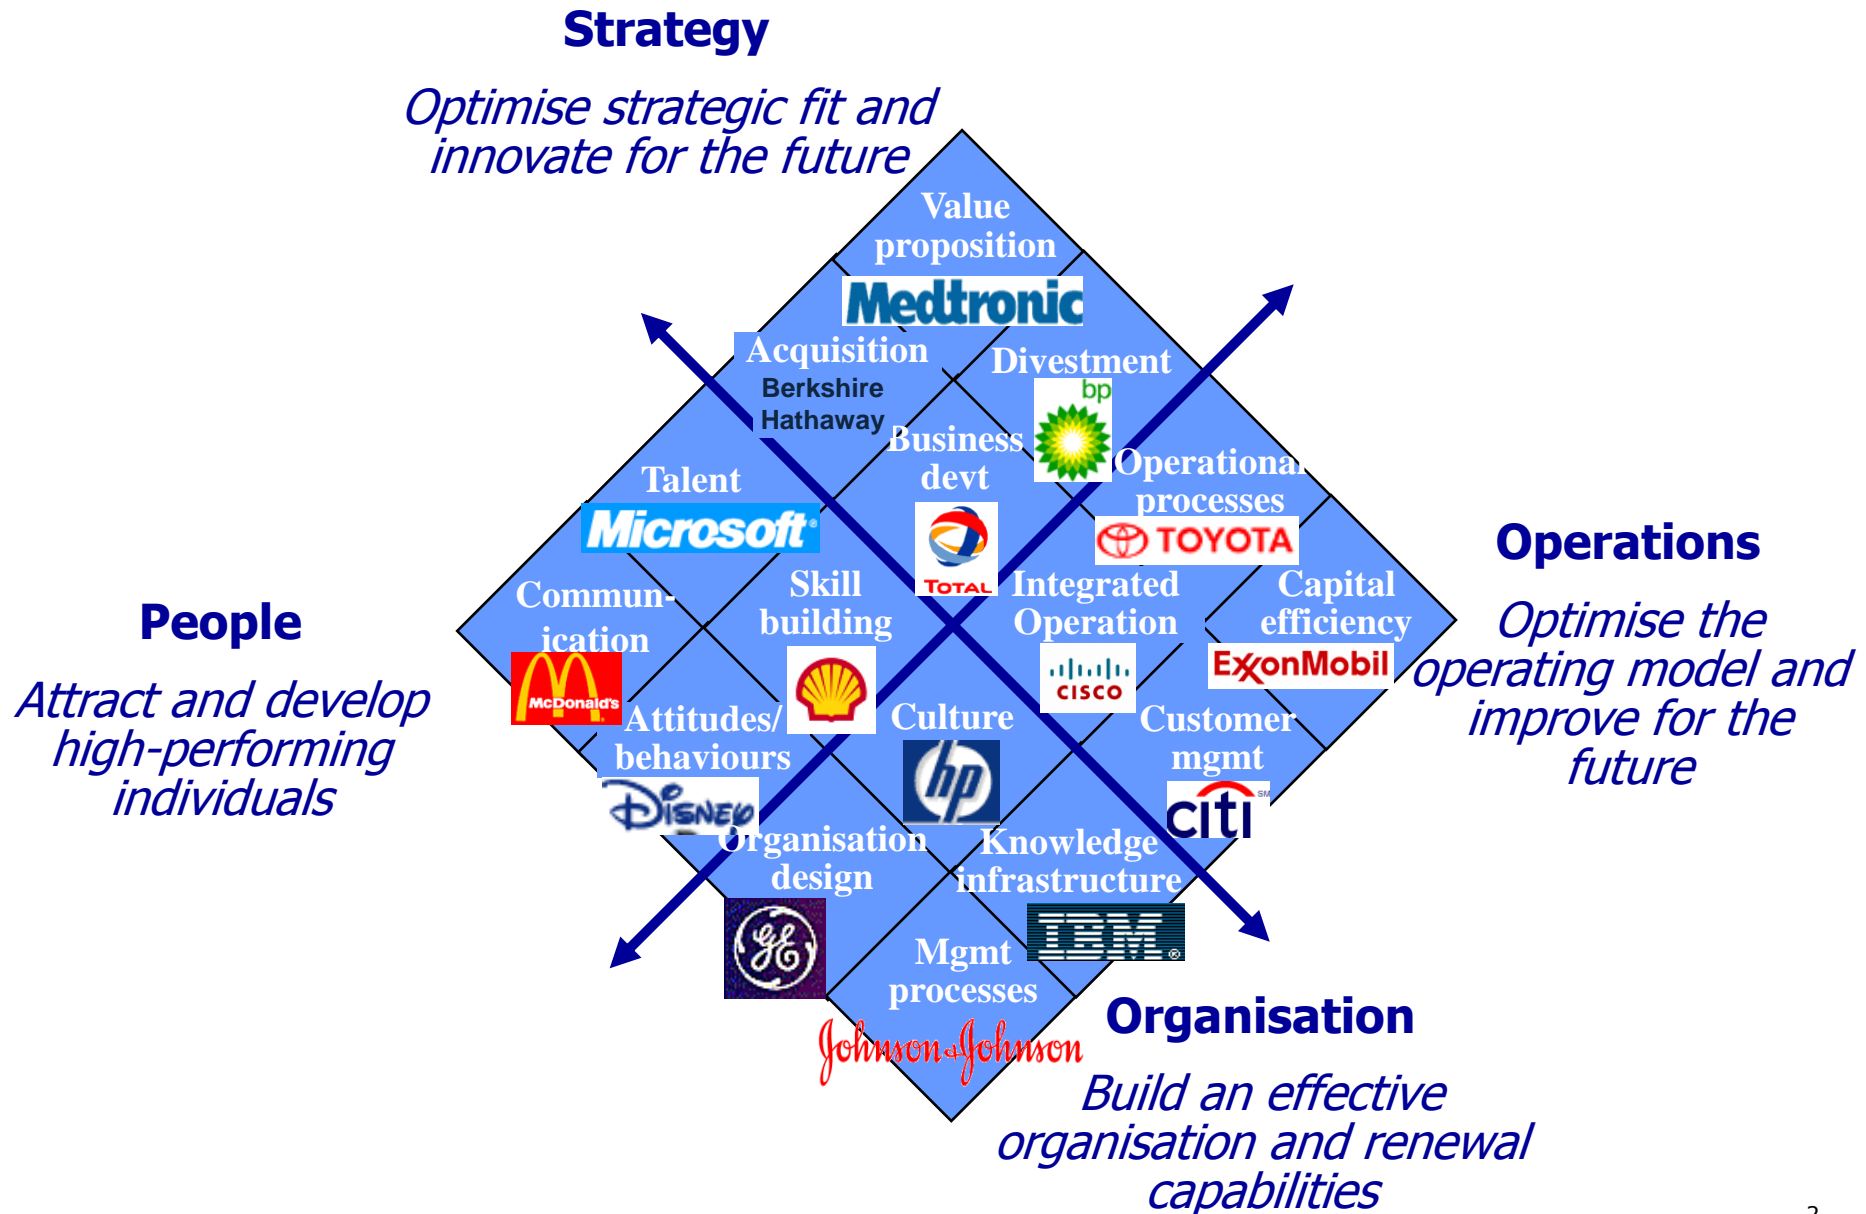 Strategy
Optimise strategic fit and
innovate for the future
Value
proposition
Medtronic
Acquisition
Berkshire
Hathaway
Divestment
bp
Business
devt
TOTAL
Operational
processes
TOYOTA
Talent
Microsoft
Commun-
ication
McDonald's
Skill
building
Integrated
Operation
CISCO
Capital
efficiency
ExxonMobil
Operations
Optimise the
operating model and
improve for the
future
People
Attract and develop
high-performing
individuals
Attitudes/
behaviours
DISNEY
Culture
hp
Customer
mgmt
citi
SM
Organisation
design
GE
Knowledge
infrastructure
IBM
®
Mgmt
processes
Johnson & Johnson
Organisation
Build an effective
organisation and renewal
capabilities